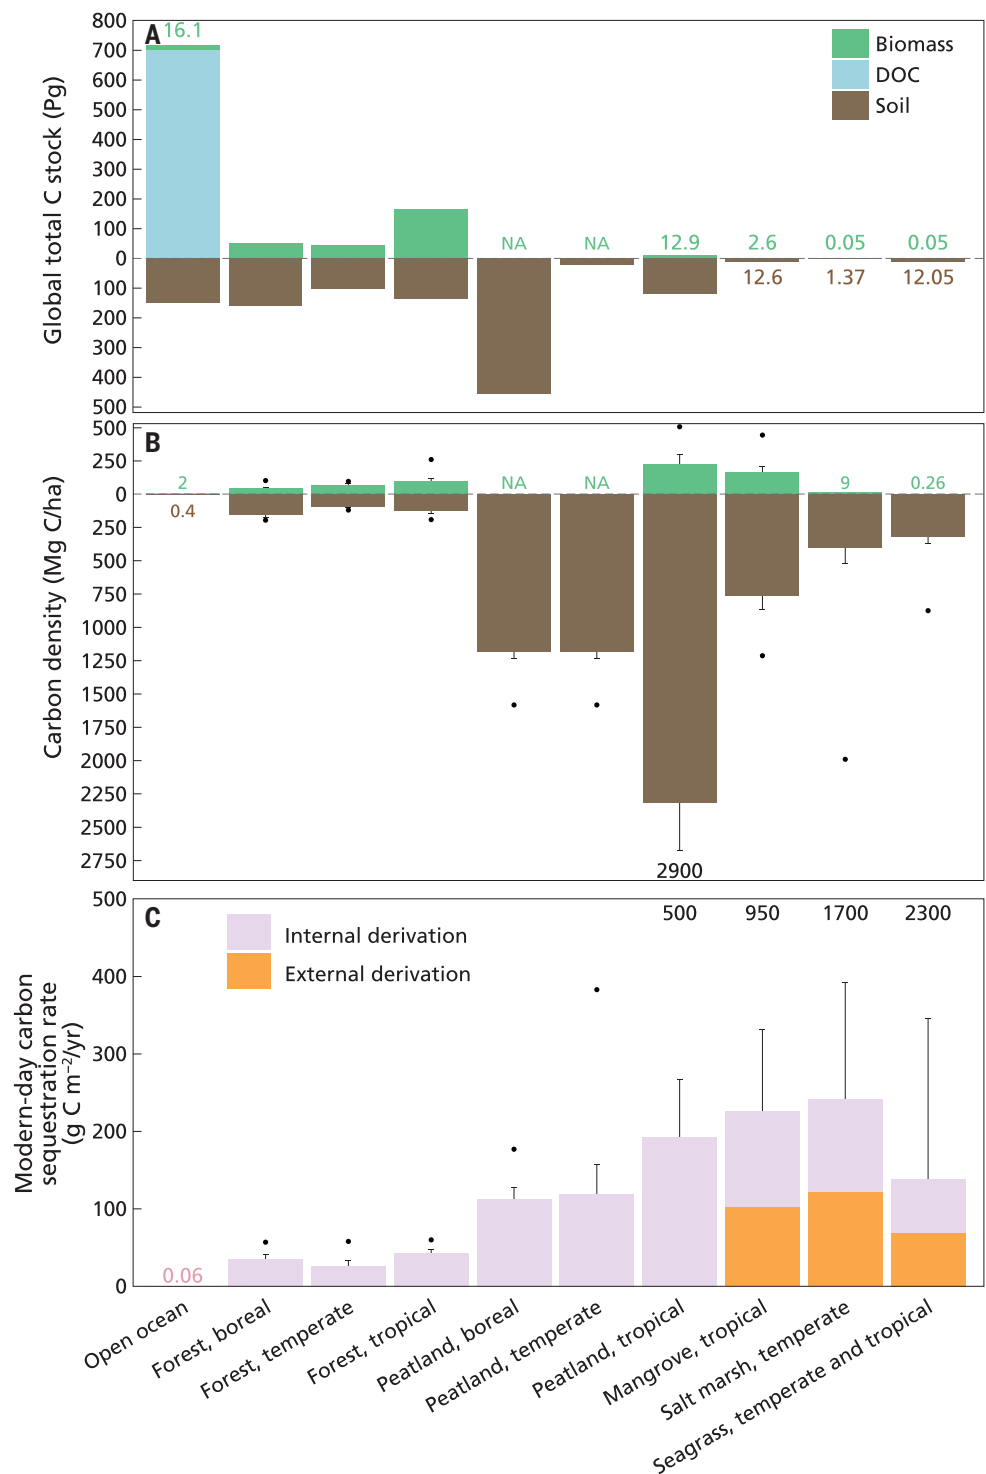 A
16.1
Biomass
DOC
Soil
Global total C stock (Pg)
800
700
600
500
400
300
200
100
0
100
200
300
400
500
NA
NA
12.9
2.6
0.05
0.05
12.6
1.37
12.05
B
Carbon density (Mg C/ha)
500
250
0
250
500
750
1000
1250
1500
1750
2000
2250
2500
2750
2
0.4
NA
NA
9
0.26
2900
C
Internal derivation
External derivation
500
950
1700
2300
Modern-day carbon
sequestration rate
(g C m⁻²/yr)
500
400
300
200
100
0
0.06
Open ocean
Forest, boreal
Forest, temperate
Forest, tropical
Peatland, boreal
Peatland, temperate
Peatland, tropical
Mangrove, tropical
Salt marsh, temperate
Seagrass, temperate and tropical